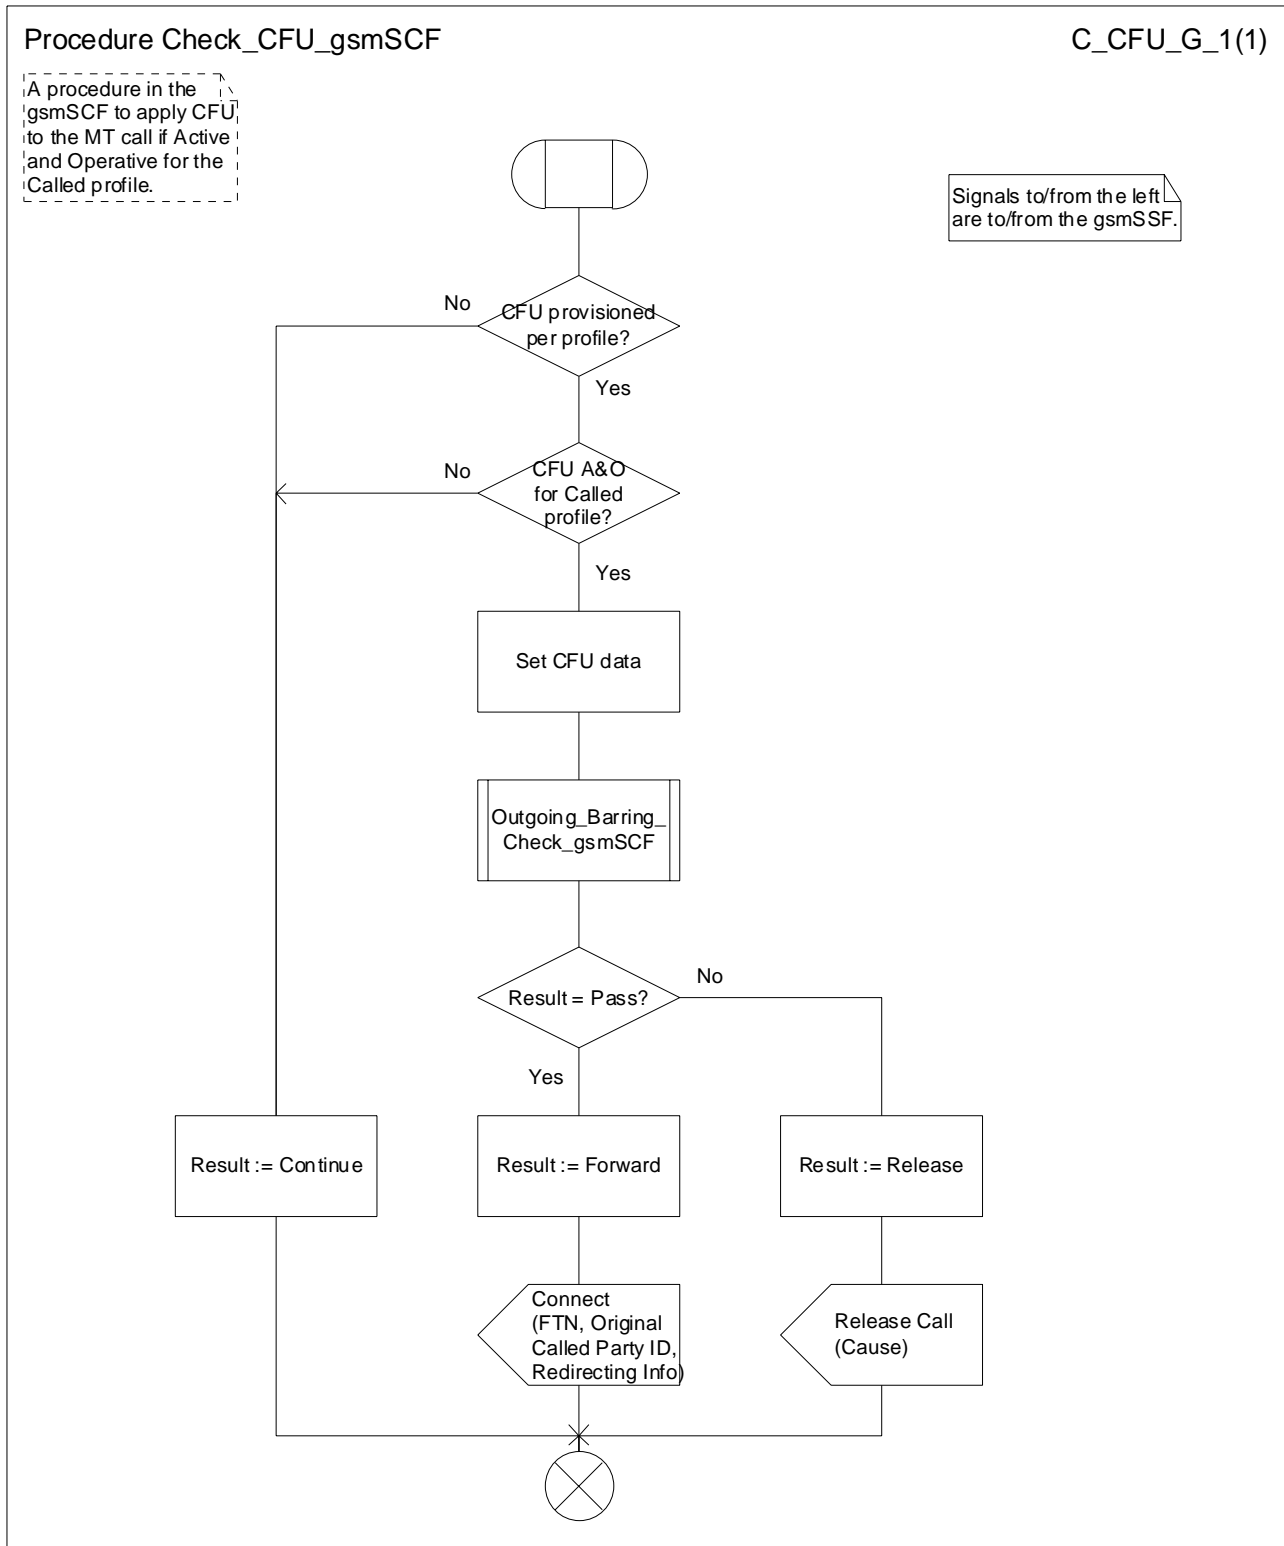 Procedure Check_CFU_gsmSCF
C_CFU_G_1(1)
A procedure in the
gsmSCF to apply CFU
to the MT call if Active
and Operative for the
Called profile.
Signals to/from the left
are to/from the gsmSSF.
No
CFU provisioned
per profile?
Yes
No
CFU A&O
for Called
profile?
Yes
Set CFU data
Outgoing_Barring_
Check_gsmSCF
Result = Pass?
No
Yes
Result := Continue
Result := Forward
Result := Release
Connect
(FTN, Original
Called Party ID,
Redirecting Info)
Release Call
(Cause)